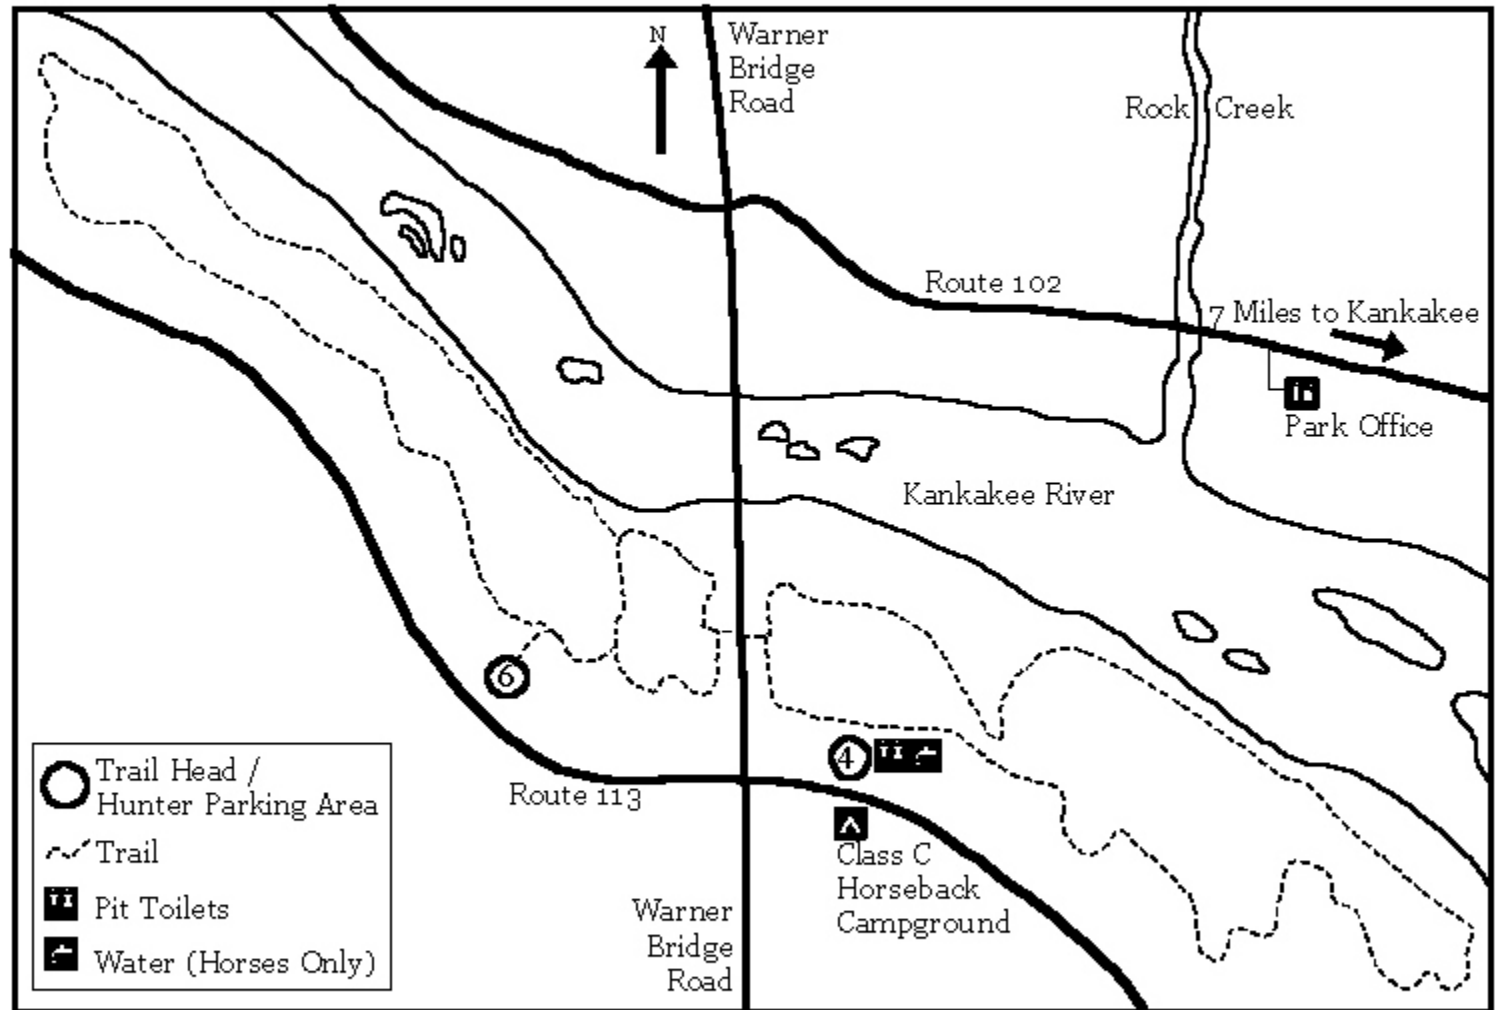 N
Warner
Bridge
Road
Rock Creek
Route 102
7 Miles to Kankakee
Park Office
Kankakee River
6
4
Route 113
Class C
Horseback
Campground
Warner
Bridge
Road
Trail Head /
Hunter Parking Area
Trail
Pit Toilets
Water (Horses Only)